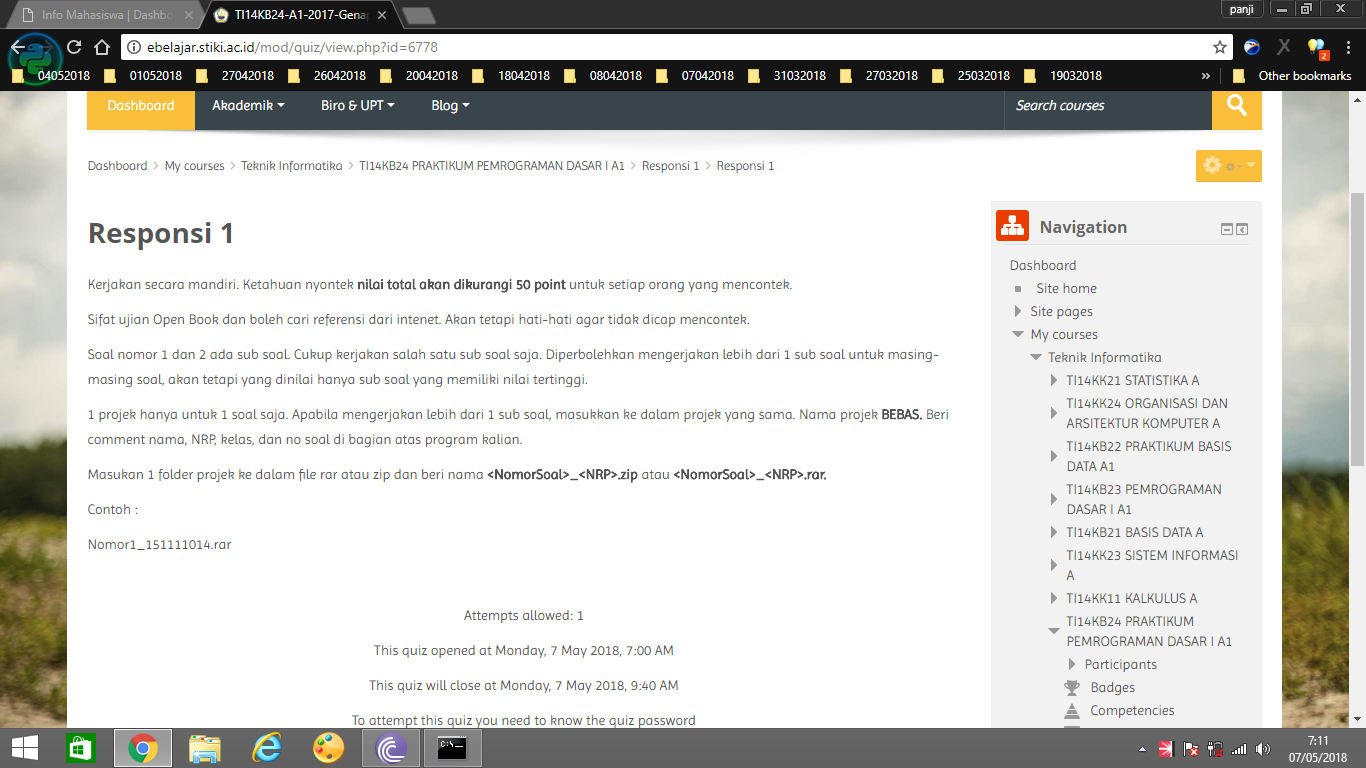 Info Mahasiswa | Dashbo
TI14KB24-A1-2017-Genap
panji
ebelajar.stiki.ac.id/mod/quiz/view.php?id=6778
2
04052018 01052018 27042018 26042018 20042018 18042018 08042018 07042018 31032018 27032018 25032018 19032018 » Other bookmarks
Dashboard Akademik Biro & UPT Blog Search courses
Dashboard > My courses > Teknik Informatika > TI14KB24 PRAKTIKUM PEMROGRAMAN DASAR I A1 > Responsi 1 > Responsi 1
Responsi 1
Kerjakan secara mandiri. Ketahuan nyontek nilai total akan dikurangi 50 point untuk setiap orang yang mencontek.
Sifat ujian Open Book dan boleh cari referensi dari intenet. Akan tetapi hati-hati agar tidak dicap mencontek.
Soal nomor 1 dan 2 ada sub soal. Cukup kerjakan salah satu sub soal saja. Diperbolehkan mengerjakan lebih dari 1 sub soal untuk masing-
masing soal, akan tetapi yang dinilai hanya sub soal yang memiliki nilai tertinggi.
1 projek hanya untuk 1 soal saja. Apabila mengerjakan lebih dari 1 sub soal, masukkan ke dalam projek yang sama. Nama projek BEBAS. Beri
comment nama, NRP, kelas, dan no soal di bagian atas program kalian.
Masukan 1 folder projek ke dalam file rar atau zip dan beri nama <NomorSoal>_<NRP>.zip atau <NomorSoal>_<NRP>.rar.
Contoh :
Nomor1_151111014.rar
Attempts allowed: 1
This quiz opened at Monday, 7 May 2018, 7:00 AM
This quiz will close at Monday, 7 May 2018, 9:40 AM
To attempt this quiz you need to know the quiz password
Navigation
Dashboard
Site home
Site pages
My courses
Teknik Informatika
TI14KK21 STATISTIKA A
TI14KK24 ORGANISASI DAN
ARSITEKTUR KOMPUTER A
TI14KB22 PRAKTIKUM BASIS
DATA A1
TI14KB23 PEMROGRAMAN
DASAR I A1
TI14KB21 BASIS DATA A
TI14KK23 SISTEM INFORMASI
A
TI14KK11 KALKULUS A
TI14KB24 PRAKTIKUM
PEMROGRAMAN DASAR I A1
Participants
Badges
Competencies
7:11
07/05/2018